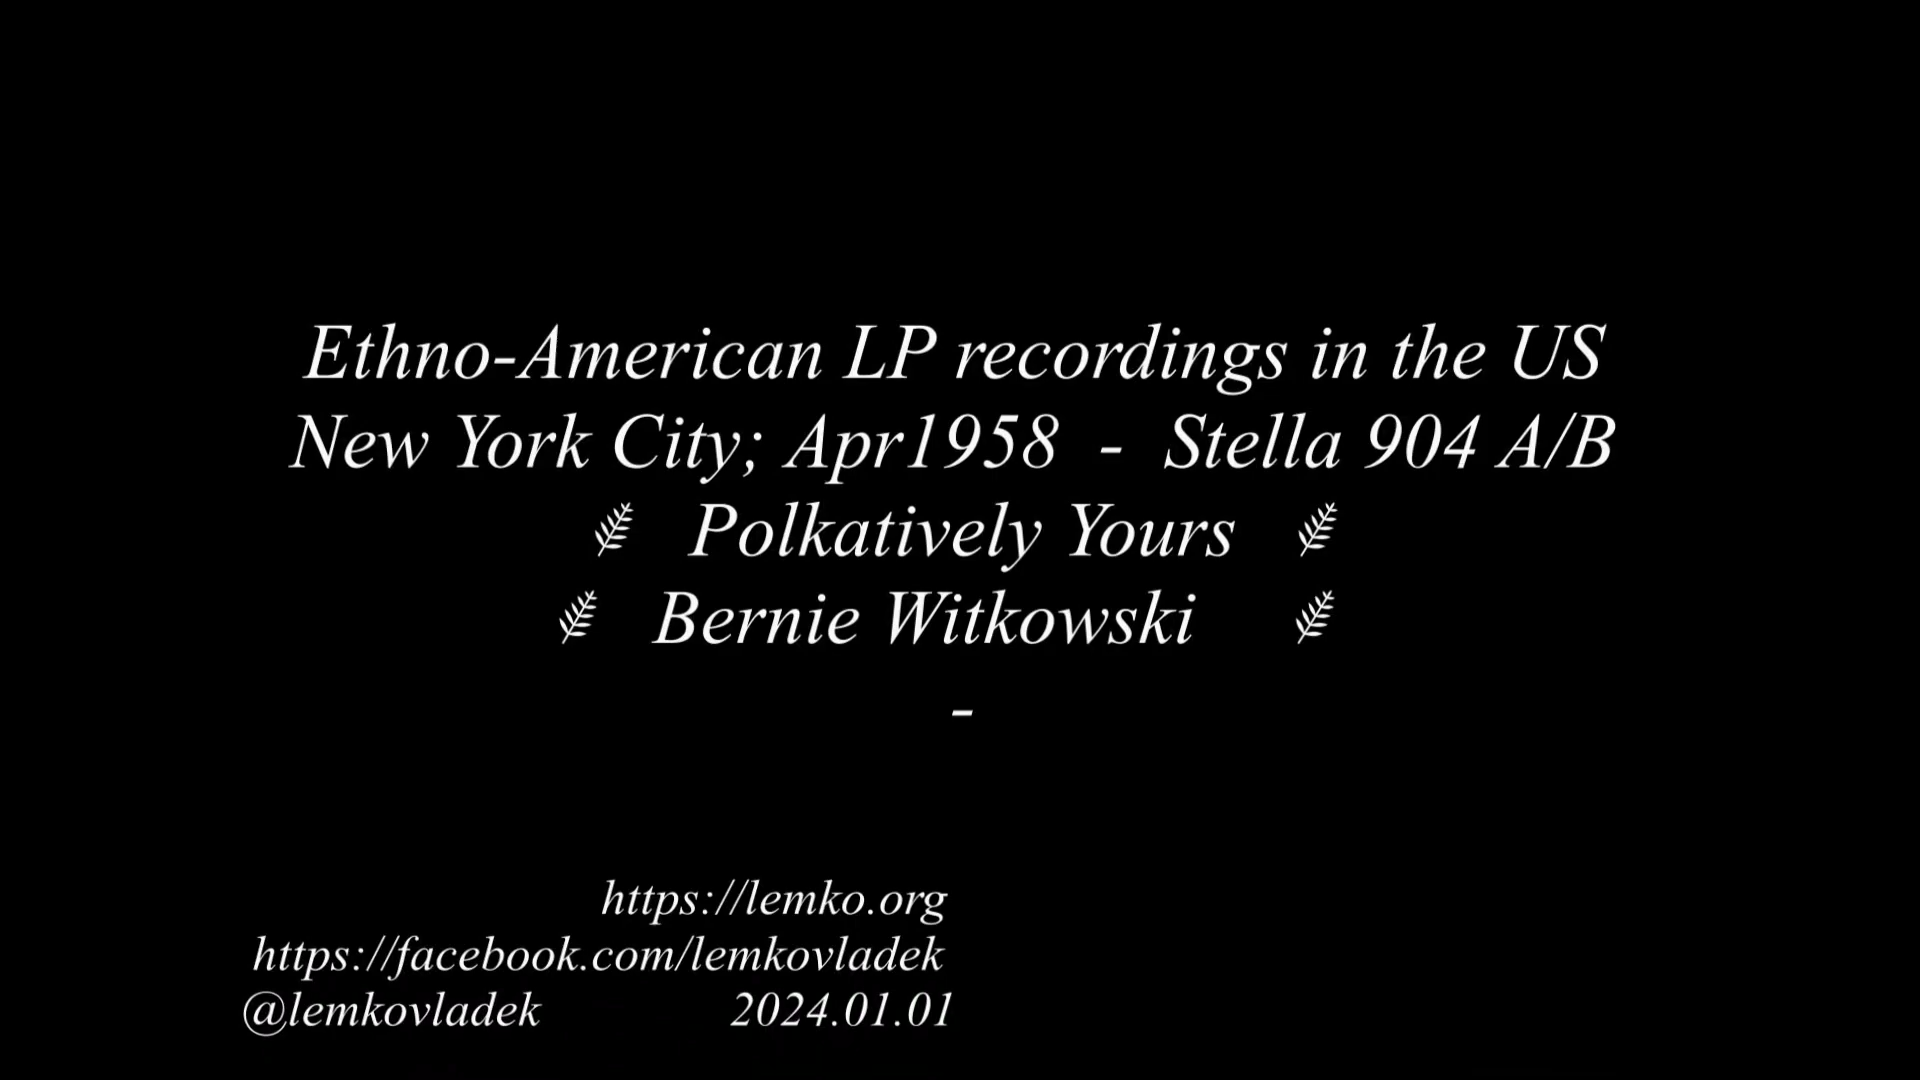 Ethno-American LP recordings in the US
New York City; Apr1958 - Stella 904 A/B
Polkatively Yours
Bernie Witkowski
-
https://lemko.org
https://facebook.com/lemkovladek
@lemkovladek 2024.01.01